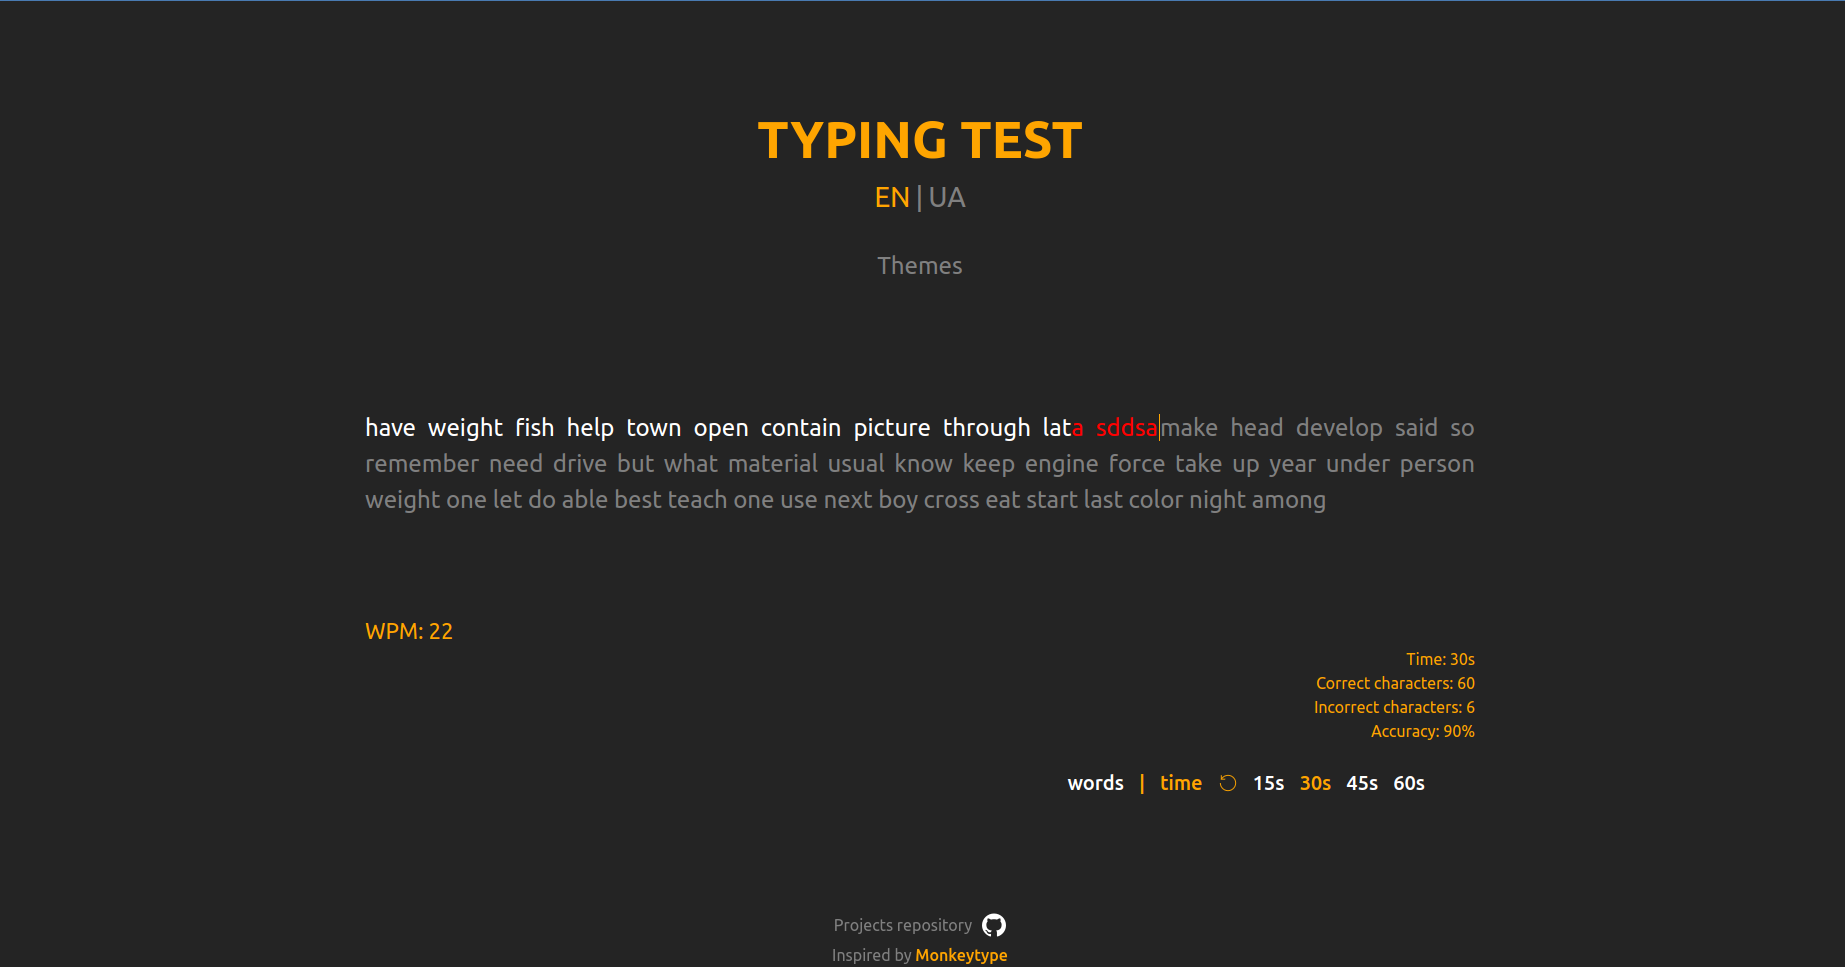 TYPING TEST
EN | UA
Themes
have weight fish help town open contain picture through lata sddsa make head develop said so
remember need drive but what material usual know keep engine force take up year under person
weight one let do able best teach one use next boy cross eat start last color night among
WPM: 22
Time: 30s
Correct characters: 60
Incorrect characters: 6
Accuracy: 90%
words | time 15s 30s 45s 60s
Projects repository
Inspired by Monkeytype